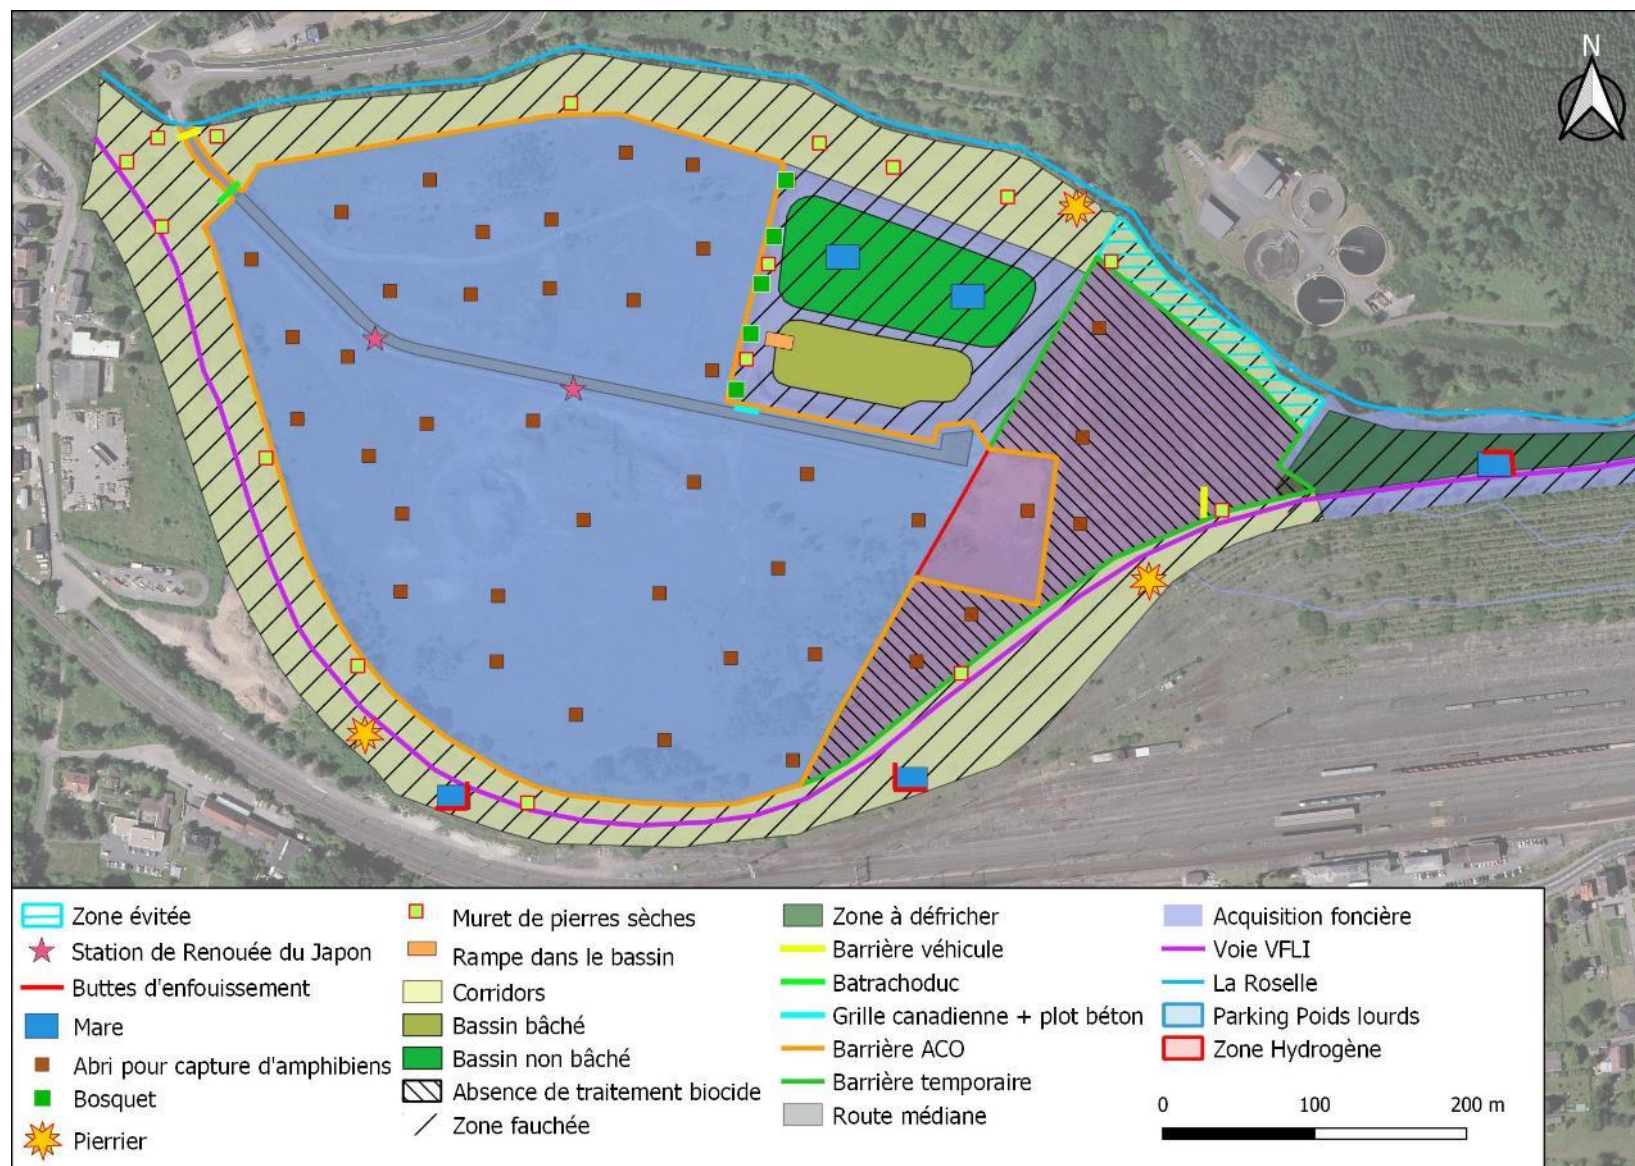 N
Zone évitée
Station de Renouée du Japon
Buttes d'enfouissement
Mare
Abri pour capture d'amphibiens
Bosquet
Pierrier
Muret de pierres sèches
Rampe dans le bassin
Corridors
Bassin bâché
Bassin non bâché
Absence de traitement biocide
Zone fauchée
Zone à défricher
Barrière véhicule
Batrachoduc
Grille canadienne + plot béton
Barrière ACO
Barrière temporaire
Route médiane
Acquisition foncière
Voie VFLI
La Roselle
Parking Poids lourds
Zone Hydrogène
0 100 200 m